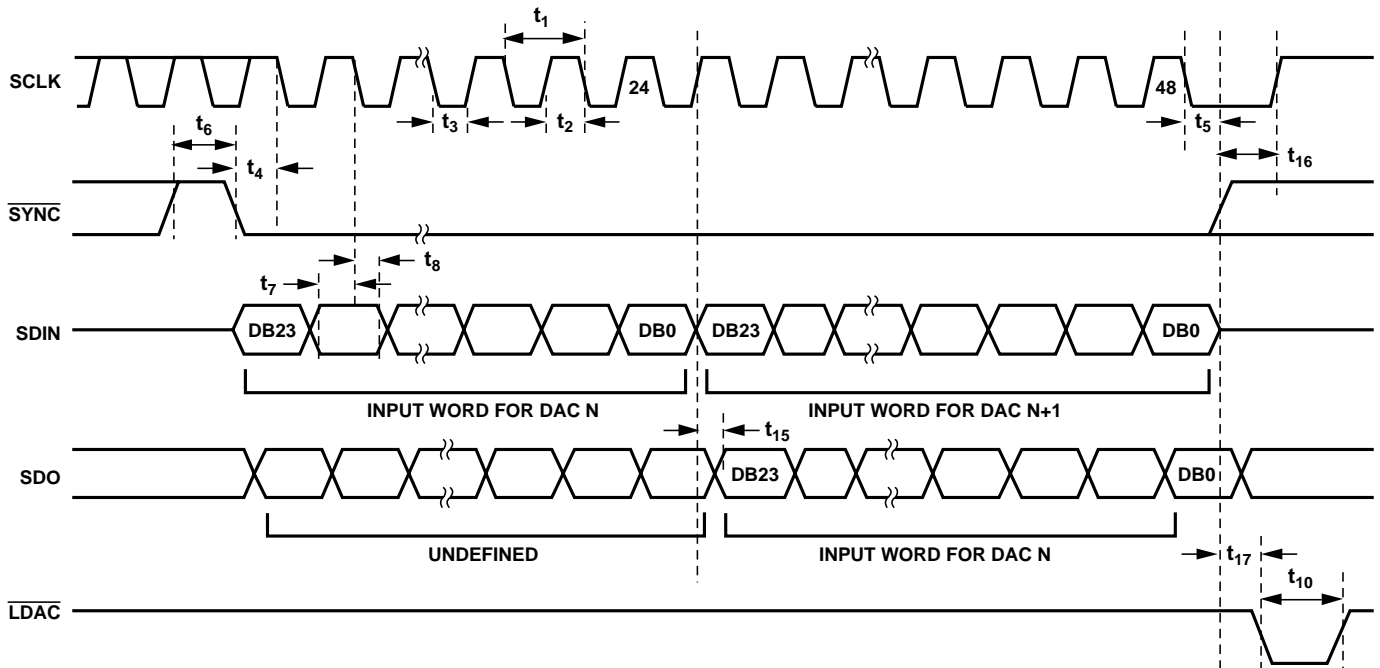 t1
SCLK
24
48
t3
t2
t5
t6
t4
t16
SYNC
t8
t7
SDIN
DB23
DB0
DB23
DB0
INPUT WORD FOR DAC N
INPUT WORD FOR DAC N+1
t15
SDO
DB23
DB0
UNDEFINED
INPUT WORD FOR DAC N
t17
t10
LDAC